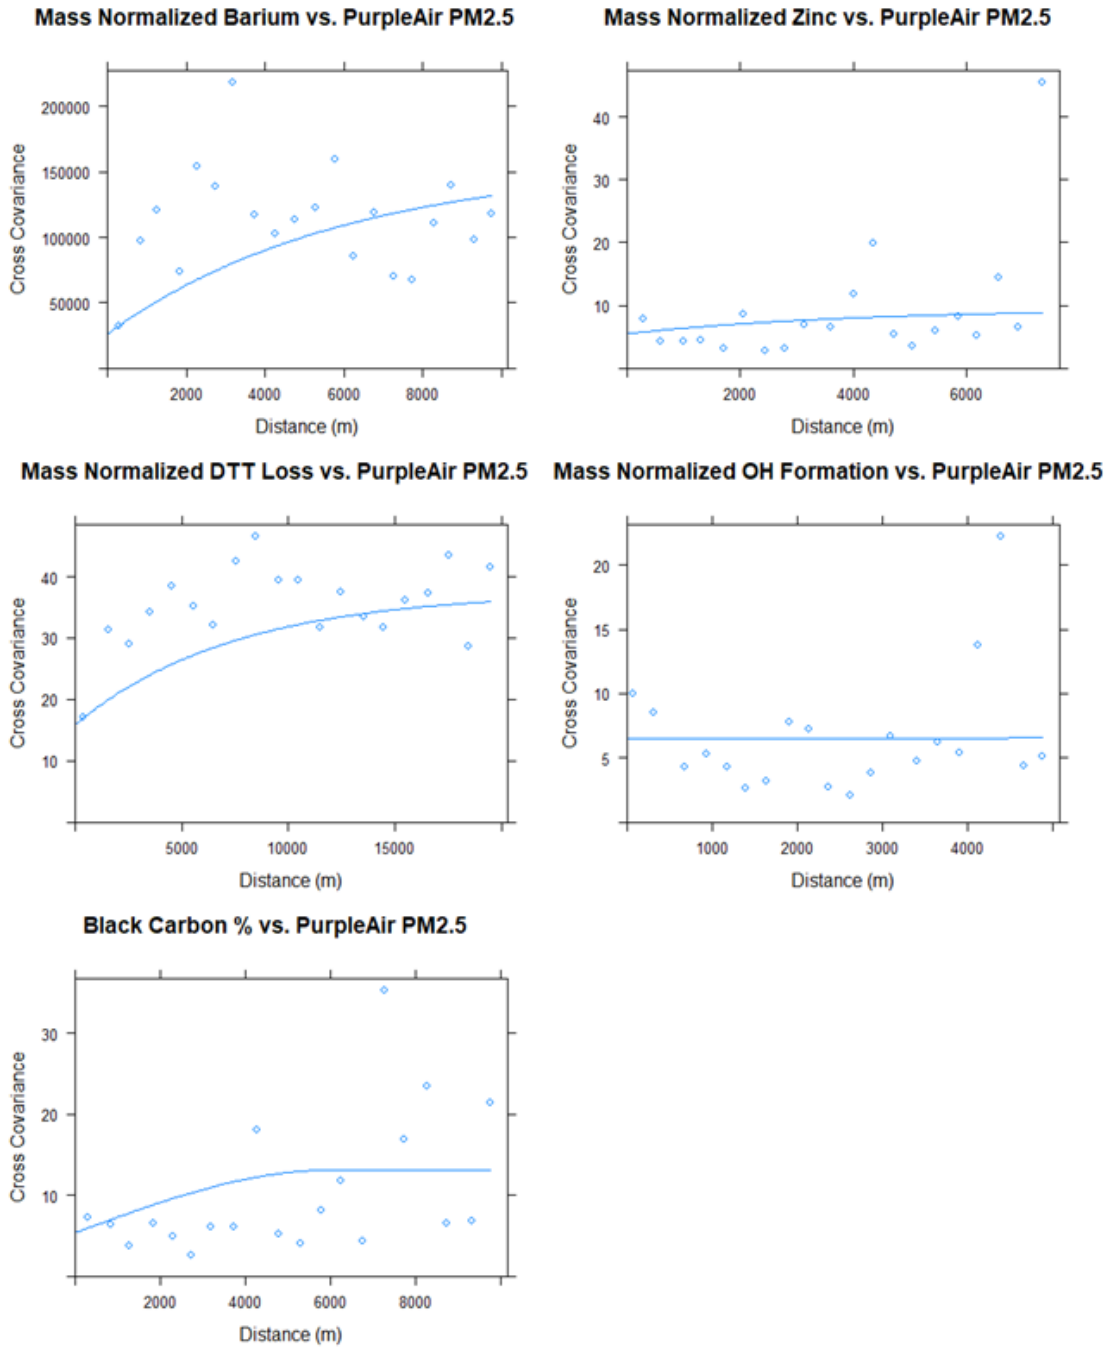 Mass Normalized Barium vs. PurpleAir PM2.5
Cross Covariance
200000
150000
100000
50000
2000 4000 6000 8000
Distance (m)
Mass Normalized Zinc vs. PurpleAir PM2.5
Cross Covariance
40
30
20
10
2000 4000 6000
Distance (m)
Mass Normalized DTT Loss vs. PurpleAir PM2.5
Cross Covariance
40
30
20
10
5000 10000 15000
Distance (m)
Mass Normalized OH Formation vs. PurpleAir PM2.5
Cross Covariance
20
15
10
5
1000 2000 3000 4000
Distance (m)
Black Carbon % vs. PurpleAir PM2.5
Cross Covariance
30
20
10
2000 4000 6000 8000
Distance (m)